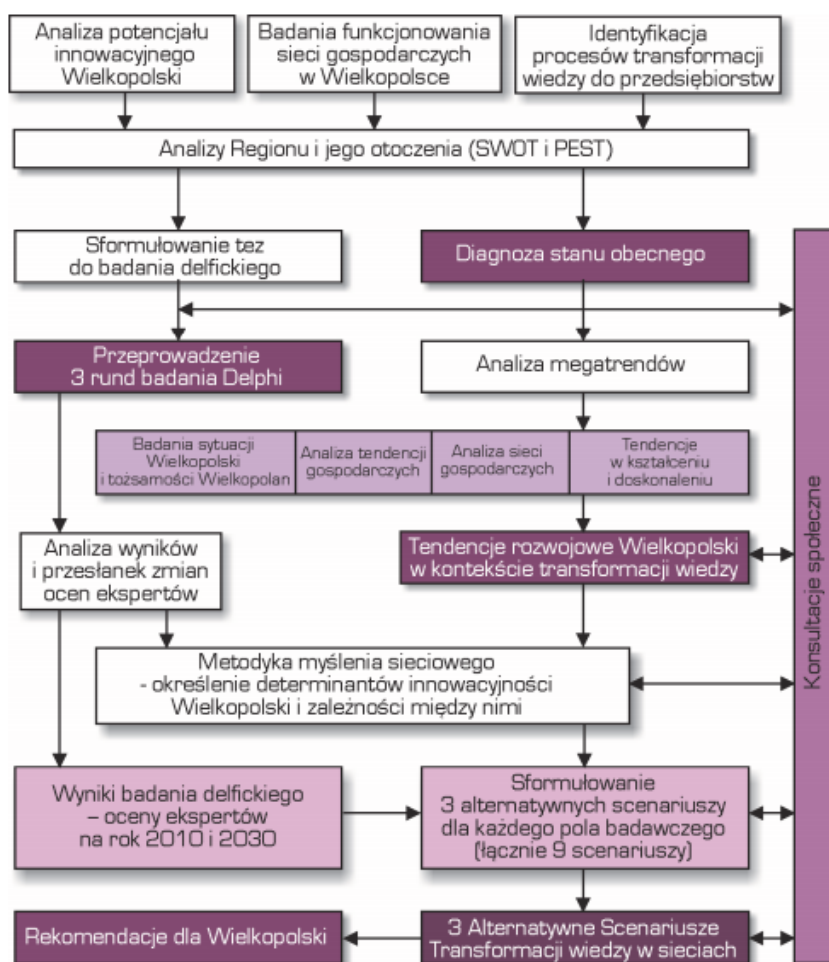 Analiza potencjału
innowacyjnego
Wielkopolski
Badania funkcjonowania
sieci gospodarczych
w Wielkopolsce
Identyfikacja
procesów transformacji
wiedzy do przedsiębiorstw
Analizy Regionu i jego otoczenia (SWOT i PEST)
Sformułowanie tez
do badania delfickiego
Diagnoza stanu obecnego
Przeprowadzenie
3 rund badania Delphi
Analiza megatrendów
Badania sytuacji
Wielkopolski
i tożsamości Wielkopolan
Analiza tendencji
gospodarczych
Analiza sieci
gospodarczych
Tendencje
w kształceniu
i doskonaleniu
Analiza wyników
i przesłanek zmian
ocen ekspertów
Tendencje rozwojowe Wielkopolski
w kontekście transformacji wiedzy
Metodyka myślenia sieciowego
- określenie determinantów innowacyjności
Wielkopolski i zależności między nimi
Wyniki badania delfickiego
– oceny ekspertów
na rok 2010 i 2030
Sformułowanie
3 alternatywnych scenariuszy
dla każdego pola badawczego
(łącznie 9 scenariuszy)
Rekomendacje dla Wielkopolski
3 Alternatywne Scenariusze
Transformacji wiedzy w sieciach
Konsultacje społeczne